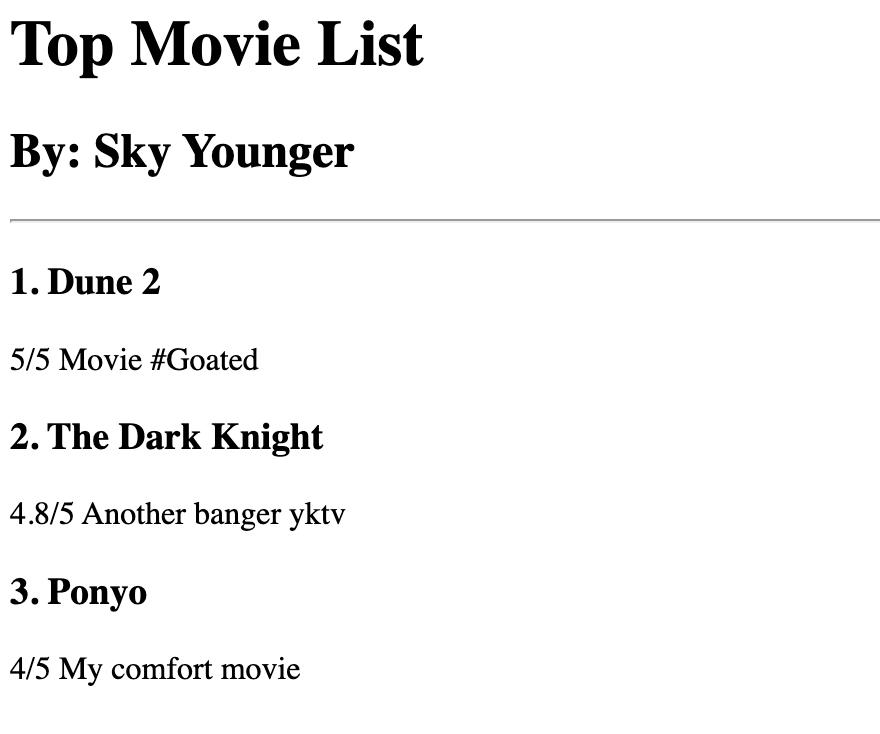 Top Movie List
By: Sky Younger
1. Dune 2
5/5 Movie #Goated
2. The Dark Knight
4.8/5 Another banger yktv
3. Ponyo
4/5 My comfort movie